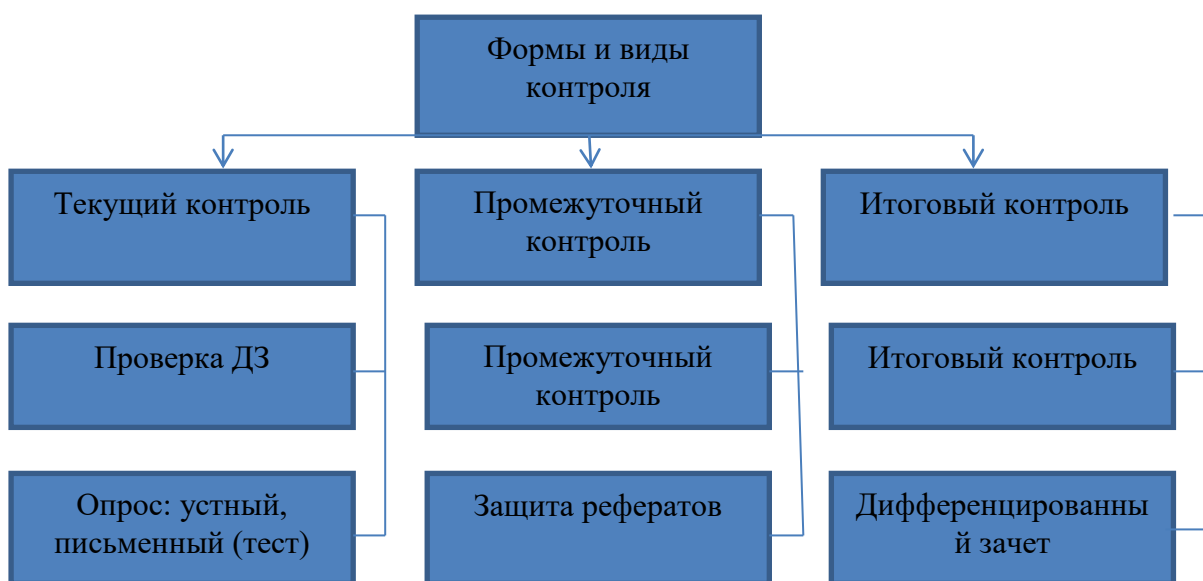 Формы и виды
контроля
Текущий контроль
Промежуточный
контроль
Итоговый контроль
Проверка ДЗ
Промежуточный
контроль
Итоговый контроль
Опрос: устный,
письменный (тест)
Защита рефератов
Дифференцированны
й зачет